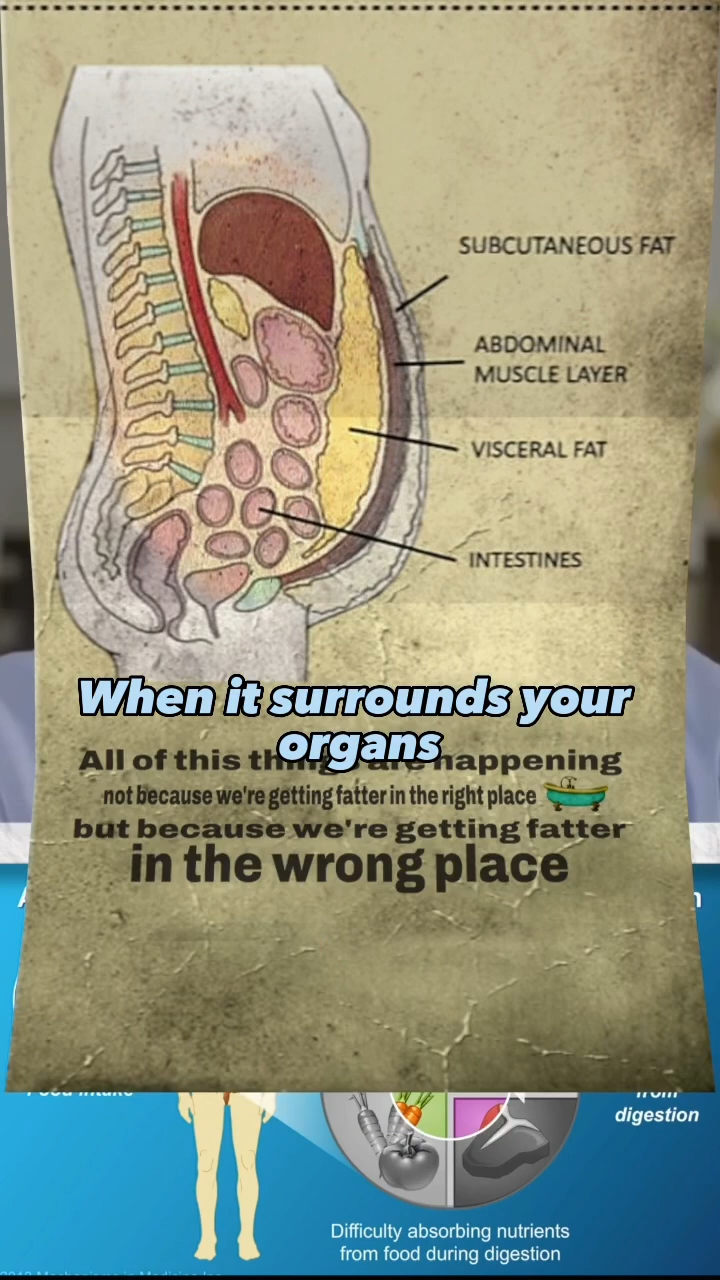 SUBCUTANEOUS FAT
ABDOMINAL
MUSCLE LAYER
VISCERAL FAT
INTESTINES
When it surrounds your
organs
All of this things are happening
not because we're getting fatter in the right place
but because we're getting fatter
in the wrong place
digestion
Difficulty absorbing nutrients
from food during digestion